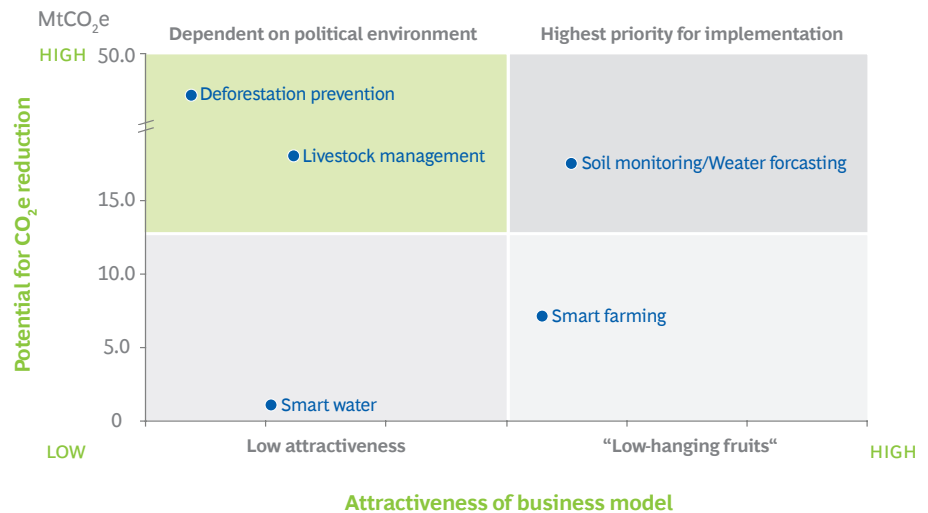 MtCO₂e
Dependent on political environment
Highest priority for implementation
HIGH
50.0
Deforestation prevention
Livestock management
Soil monitoring/Weater forcasting
15.0
Potential for CO₂e reduction
10.0
Smart farming
5.0
Smart water
0
LOW
Low attractiveness
“Low-hanging fruits“
HIGH
Attractiveness of business model